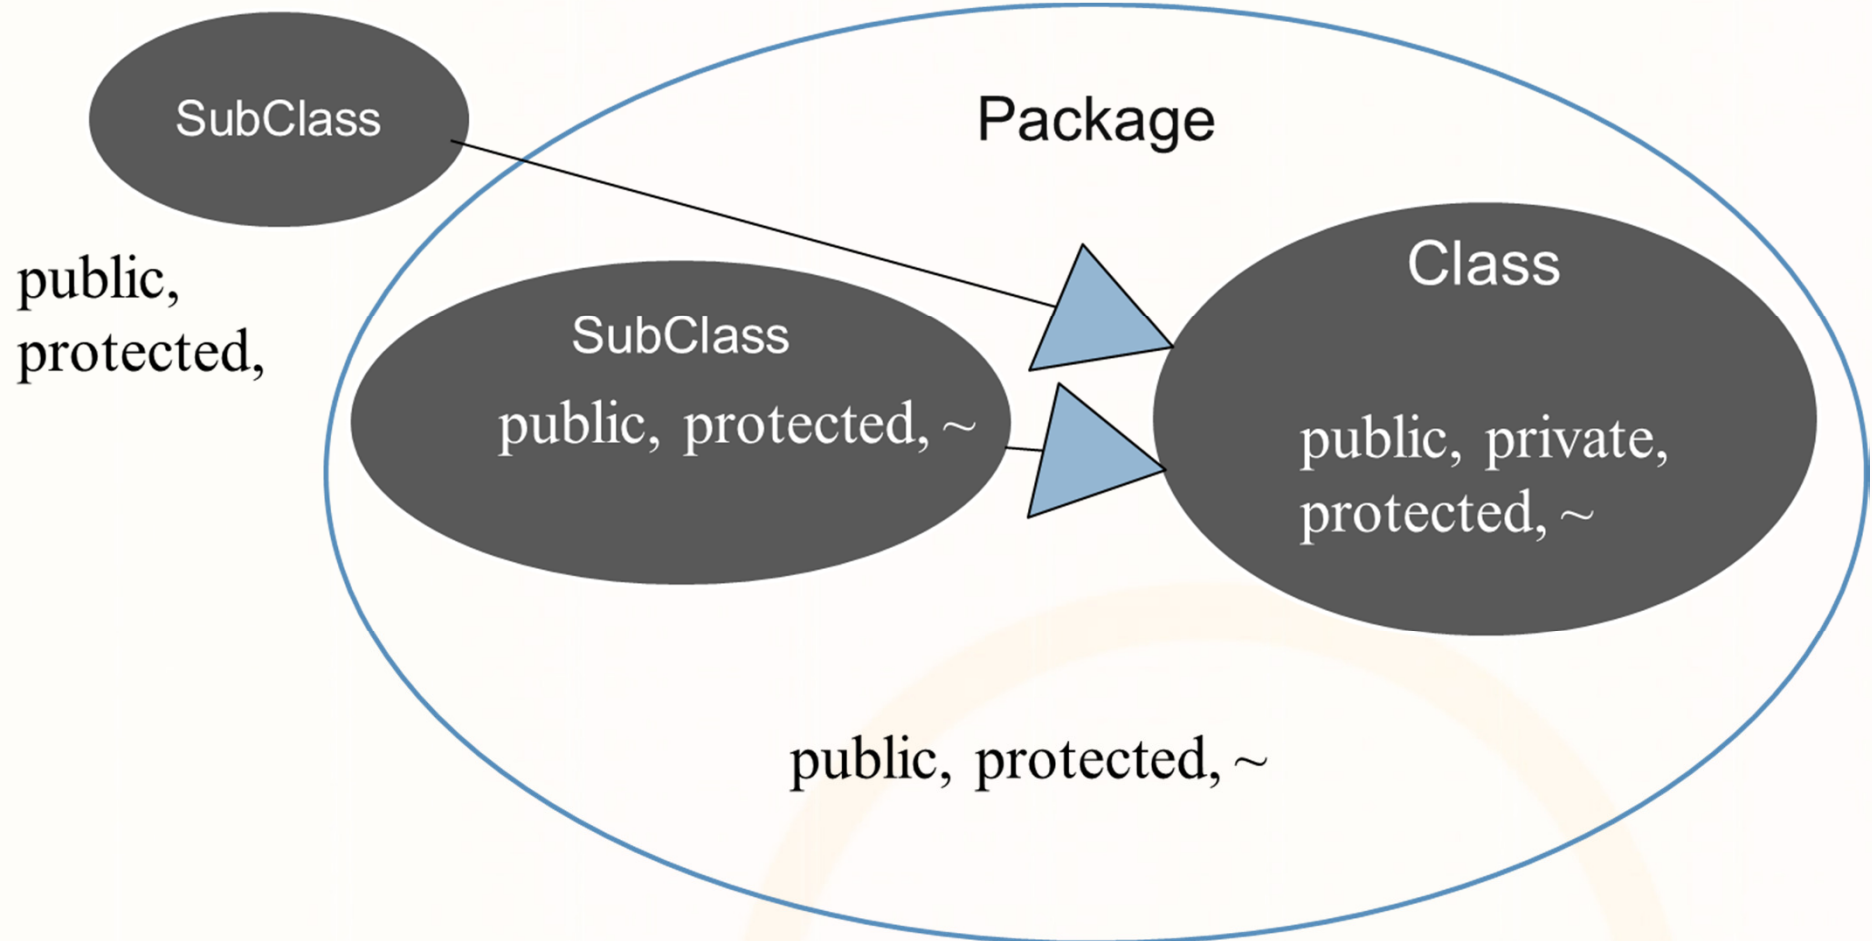 SubClass
public,
protected,
Package
SubClass
public, protected, ~
Class
public, private,
protected, ~
public, protected, ~